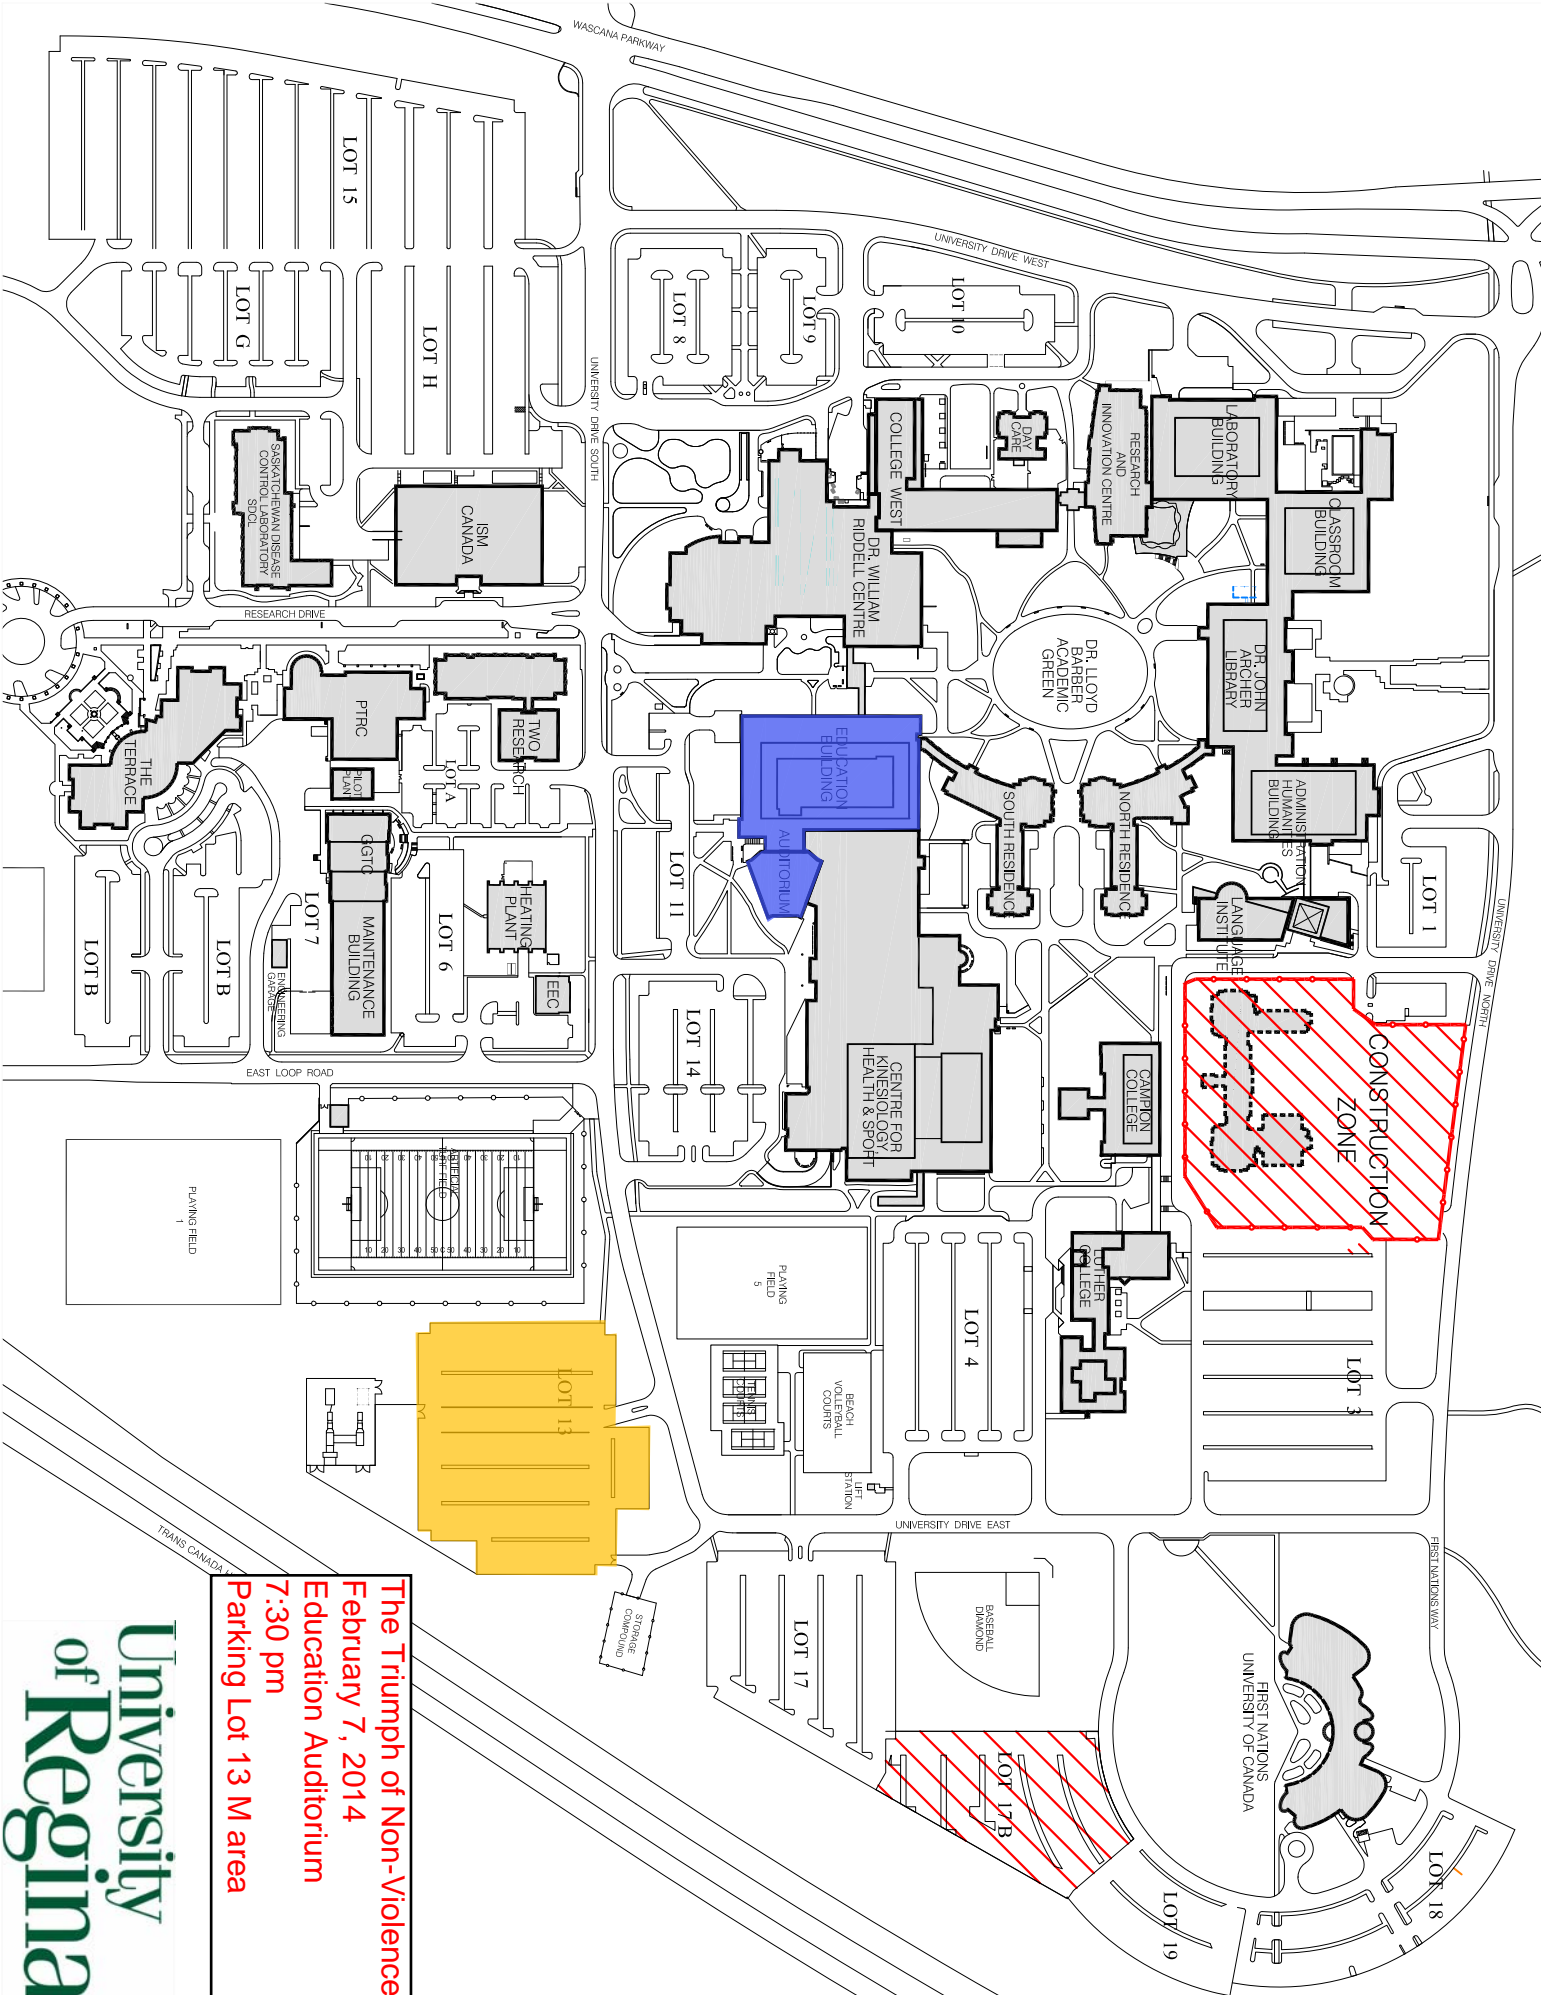 WASCANA PARKWAY
LOT 15
LOT G
LOT H
LOT 8
LOT 9
LOT 10
UNIVERSITY DRIVE WEST
UNIVERSITY DRIVE SOUTH
SASKATCHEWAN DISEASE
CONTROL LABORATORY
SDCL
ISM
CANADA
RESEARCH DRIVE
COLLEGE WEST
DAY
CARE
RESEARCH
AND
INNOVATION CENTRE
LABORATORY
BUILDING
CLASSROOM
BUILDING
DR. WILLIAM
RIDDELL CENTRE
DR. LLOYD
BARBER
ACADEMIC
GREEN
DR. JOHN
ARCHER
LIBRARY
THE
TERRACE
PTRC
PILOT
PLANT
TWO
RESEARCH
LOT A
GGTC
MAINTENANCE
BUILDING
LOT 7
LOT 6
HEATING
PLANT
EEC
ENGINEERING
GARAGE
LOT B
LOT B
EDUCATION
BUILDING
AUDITORIUM
LOT 11
SOUTH RESIDENCE
NORTH RESIDENCE
ADMINISTRATION
HUMANITIES
BUILDING
LANGUAGE
INSTITUTE
LOT 1
UNIVERSITY DRIVE NORTH
CONSTRUCTION
ZONE
LOT 14
CENTRE FOR
KINESIOLOGY,
HEALTH & SPORT
CAMPION
COLLEGE
EAST LOOP ROAD
ARTIFICIAL
TURF FIELD
PLAYING FIELD
1
PLAYING
FIELD
5
LOT 4
LUTHER
COLLEGE
LOT 3
TENNIS
COURTS
BEACH
VOLLEYBALL
COURTS
LIFT
STATION
LOT 13
UNIVERSITY DRIVE EAST
FIRST NATIONS WAY
TRANS CANADA
STORAGE
COMPOUND
LOT 17
BASEBALL
DIAMOND
FIRST NATIONS
UNIVERSITY OF CANADA
LOT 17B
LOT 18
LOT 19
The Triumph of Non-Violence
February 7, 2014
Education Auditorium
7:30 pm
Parking Lot 13 M area
University
of Regina